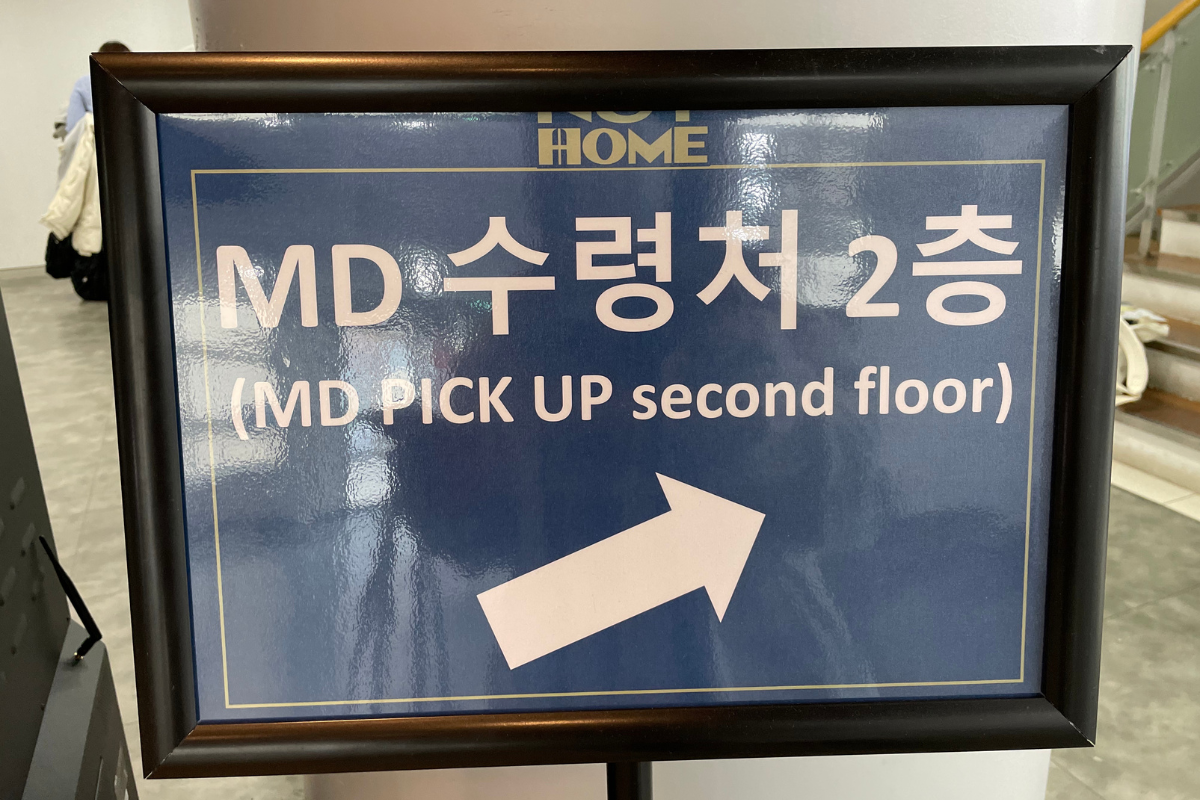 HOME
MD 수령처 2층
(MD PICK UP second floor)